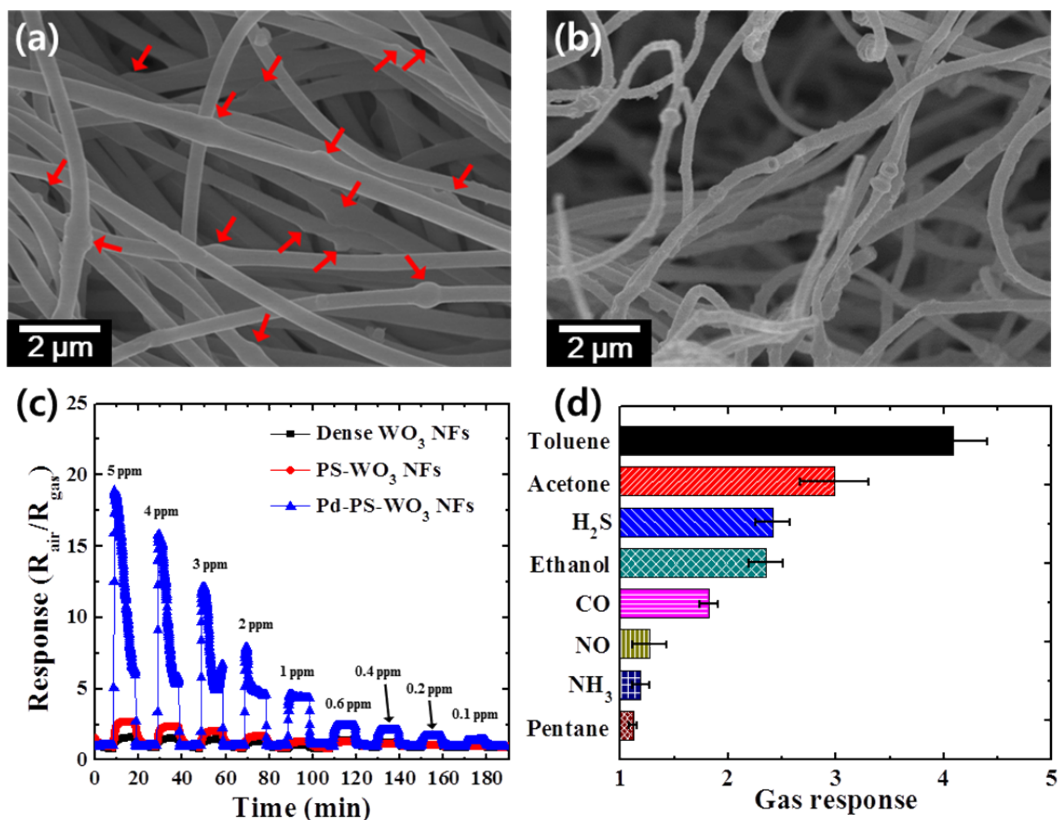 (a)
2 µm
(b)
2 µm
(c)
25
20
15
10
5
0
Response (R_air/R_gas)
Dense WO₃ NFs
PS-WO₃ NFs
Pd-PS-WO₃ NFs
5 ppm
4 ppm
3 ppm
2 ppm
1 ppm
0.6 ppm
0.4 ppm
0.2 ppm
0.1 ppm
0 20 40 60 80 100 120 140 160 180
Time (min)
(d)
Toluene
Acetone
H₂S
Ethanol
CO
NO
NH₃
Pentane
1 2 3 4 5
Gas response